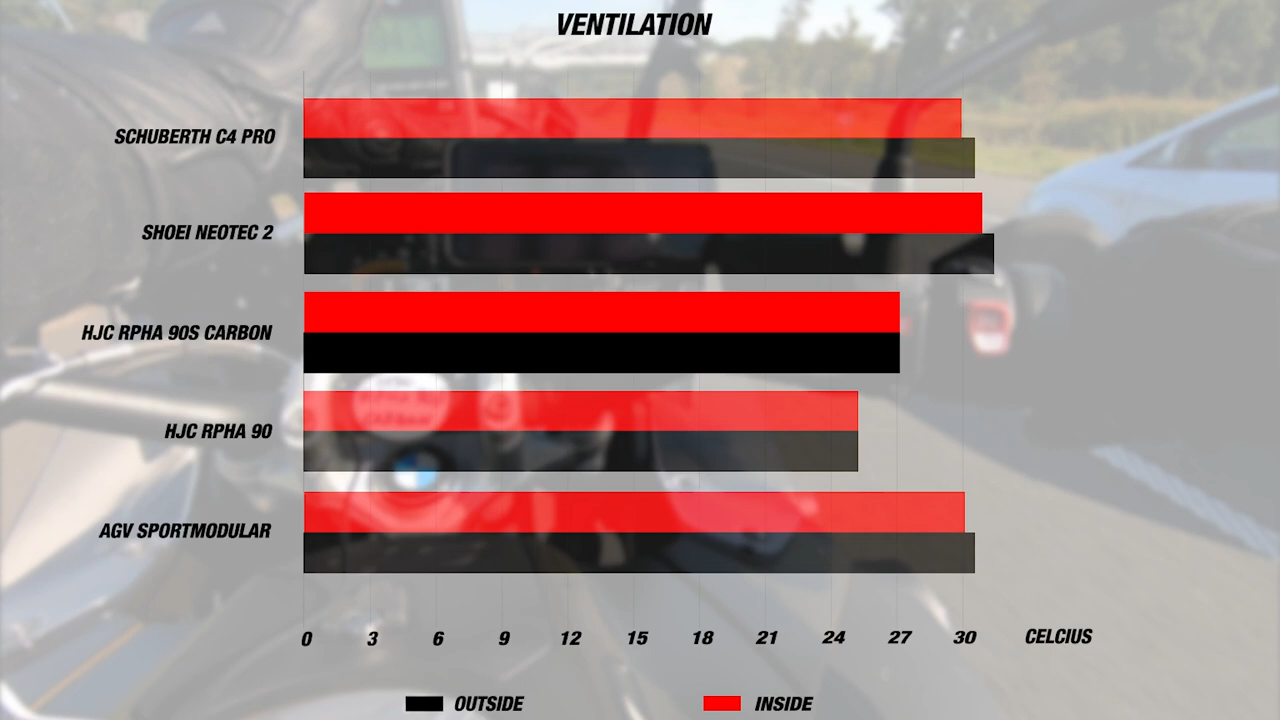 VENTILATION
SCHUBERTH C4 PRO
SHOEI NEOTEC 2
HJC RPHA 90S CARBON
HJC RPHA 90
AGV SPORTMODULAR
0 3 6 9 12 15 18 21 24 27 30 CELCIUS
OUTSIDE INSIDE